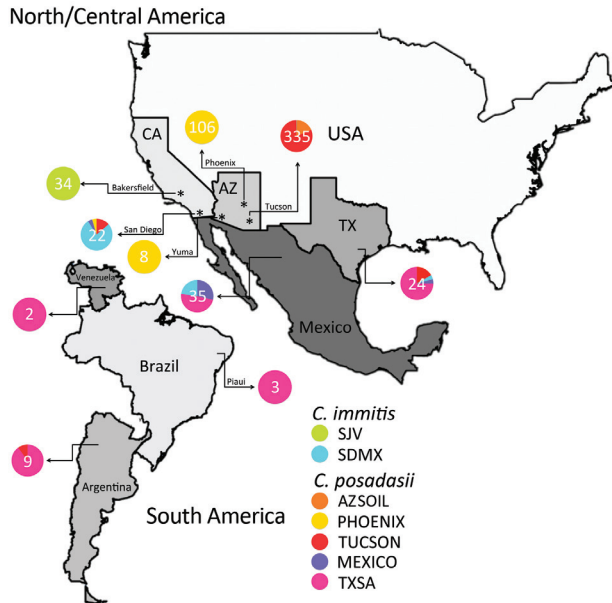 North/Central America
CA
106
335
USA
Phoenix
34
Bakersfield
AZ
Tucson
TX
22
San Diego
8
Yuma
35
24
Venezuela
Mexico
2
Brazil
Piaui
3
9
Argentina
South America
C. immitis
SJV
SDMX
C. posadasii
AZSOIL
PHOENIX
TUCSON
MEXICO
TXSA